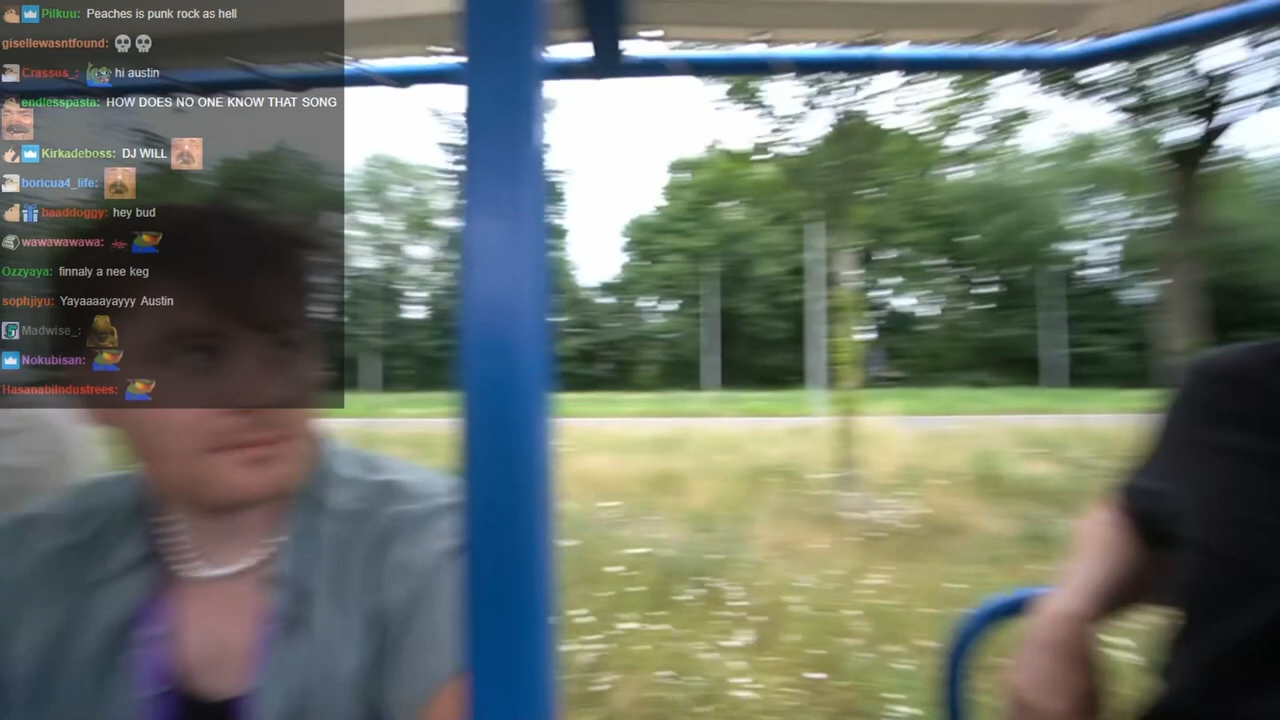 Pilkuu: Peaches is punk rock as hell
gisellewasntfound:
Crassus_: hi austin
endlesspasta: HOW DOES NO ONE KNOW THAT SONG
Kirkadeboss: DJ WILL
boricua4_life:
baaddoggy: hey bud
wawawawawa:
Ozzyaya: finnaly a nee keg
sophjiyu: Yayaaaayayyy Austin
Madwise_:
Nokubisan:
HasanabiIndustrees: